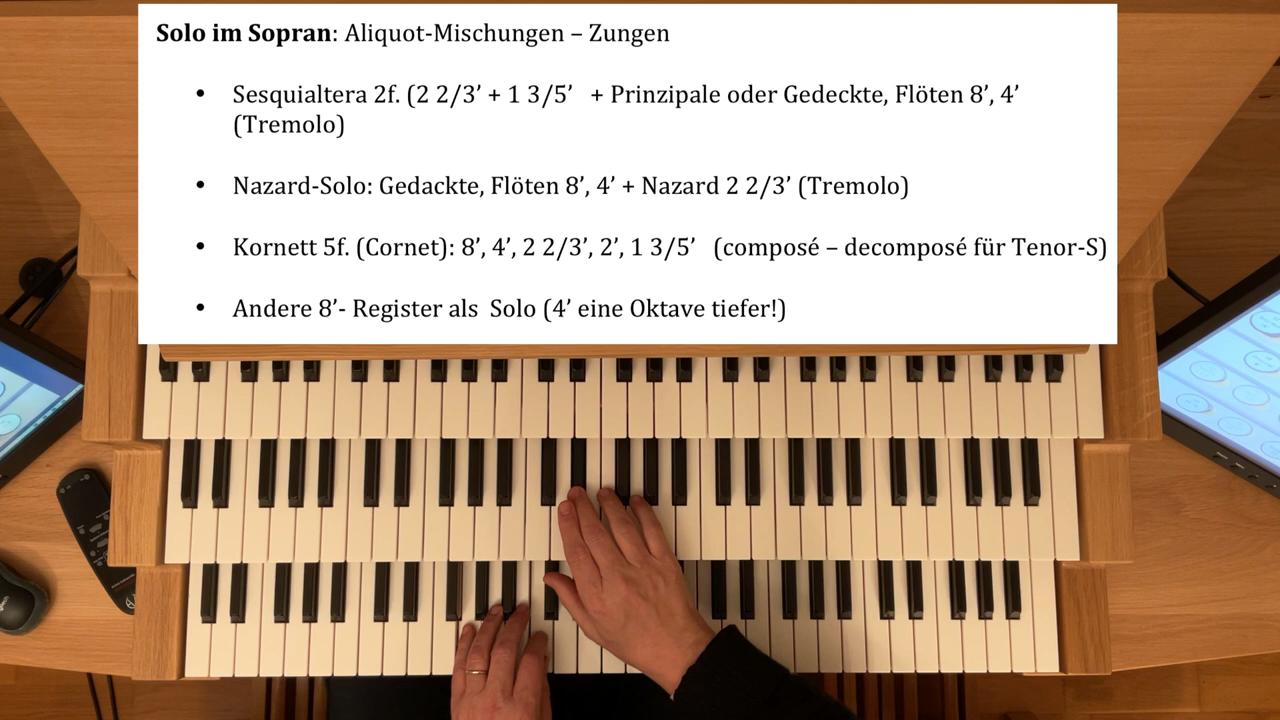 Solo im Sopran: Aliquot-Mischungen – Zungen
• Sesquialtera 2f. (2 2/3’ + 1 3/5’ + Prinzipale oder Gedeckte, Flöten 8’, 4’
(Tremolo)
• Nazard-Solo: Gedackte, Flöten 8’, 4’ + Nazard 2 2/3’ (Tremolo)
• Kornett 5f. (Cornet): 8’, 4’, 2 2/3’, 2’, 1 3/5’ (composé – decomposé für Tenor-S)
• Andere 8’- Register als Solo (4’ eine Oktave tiefer!)